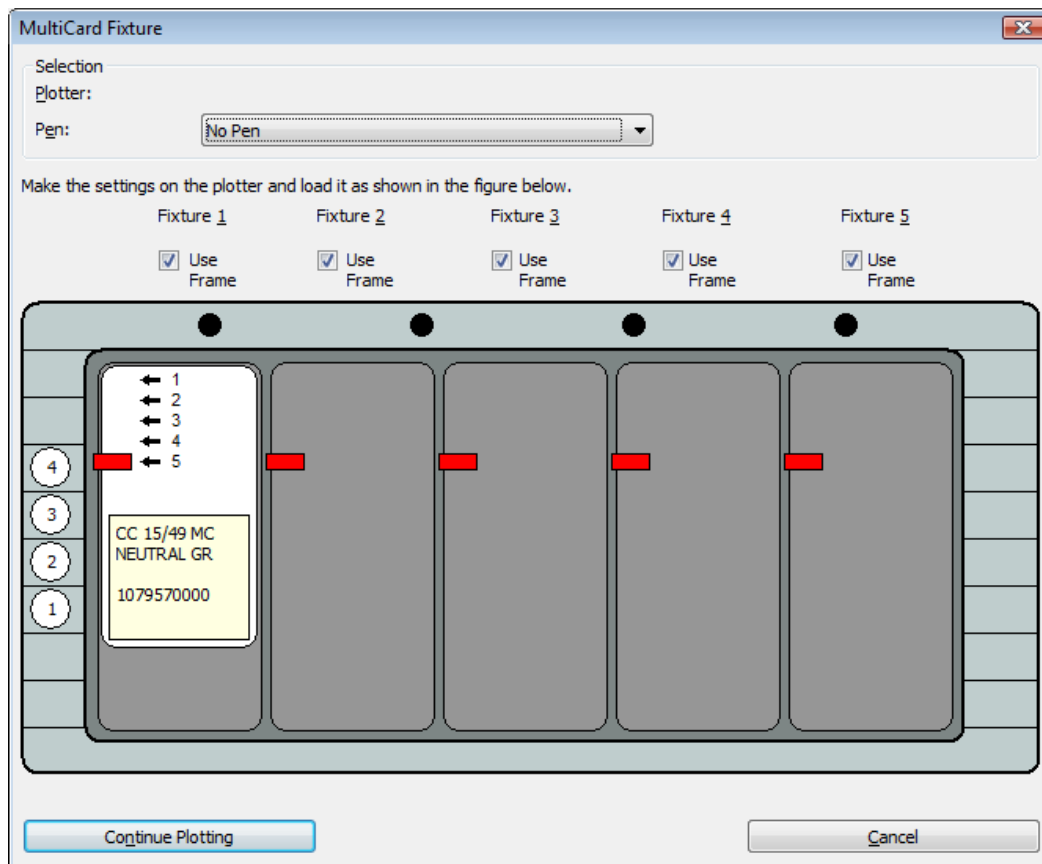 MultiCard Fixture
Selection
Plotter:
Pen:
No Pen
Make the settings on the plotter and load it as shown in the figure below.
Fixture 1 Fixture 2 Fixture 3 Fixture 4 Fixture 5
Use Use Use Use Use
Frame Frame Frame Frame Frame
1
2
3
4
5
4
3
2
1
CC 15/49 MC
NEUTRAL GR
1079570000
Continue Plotting Cancel